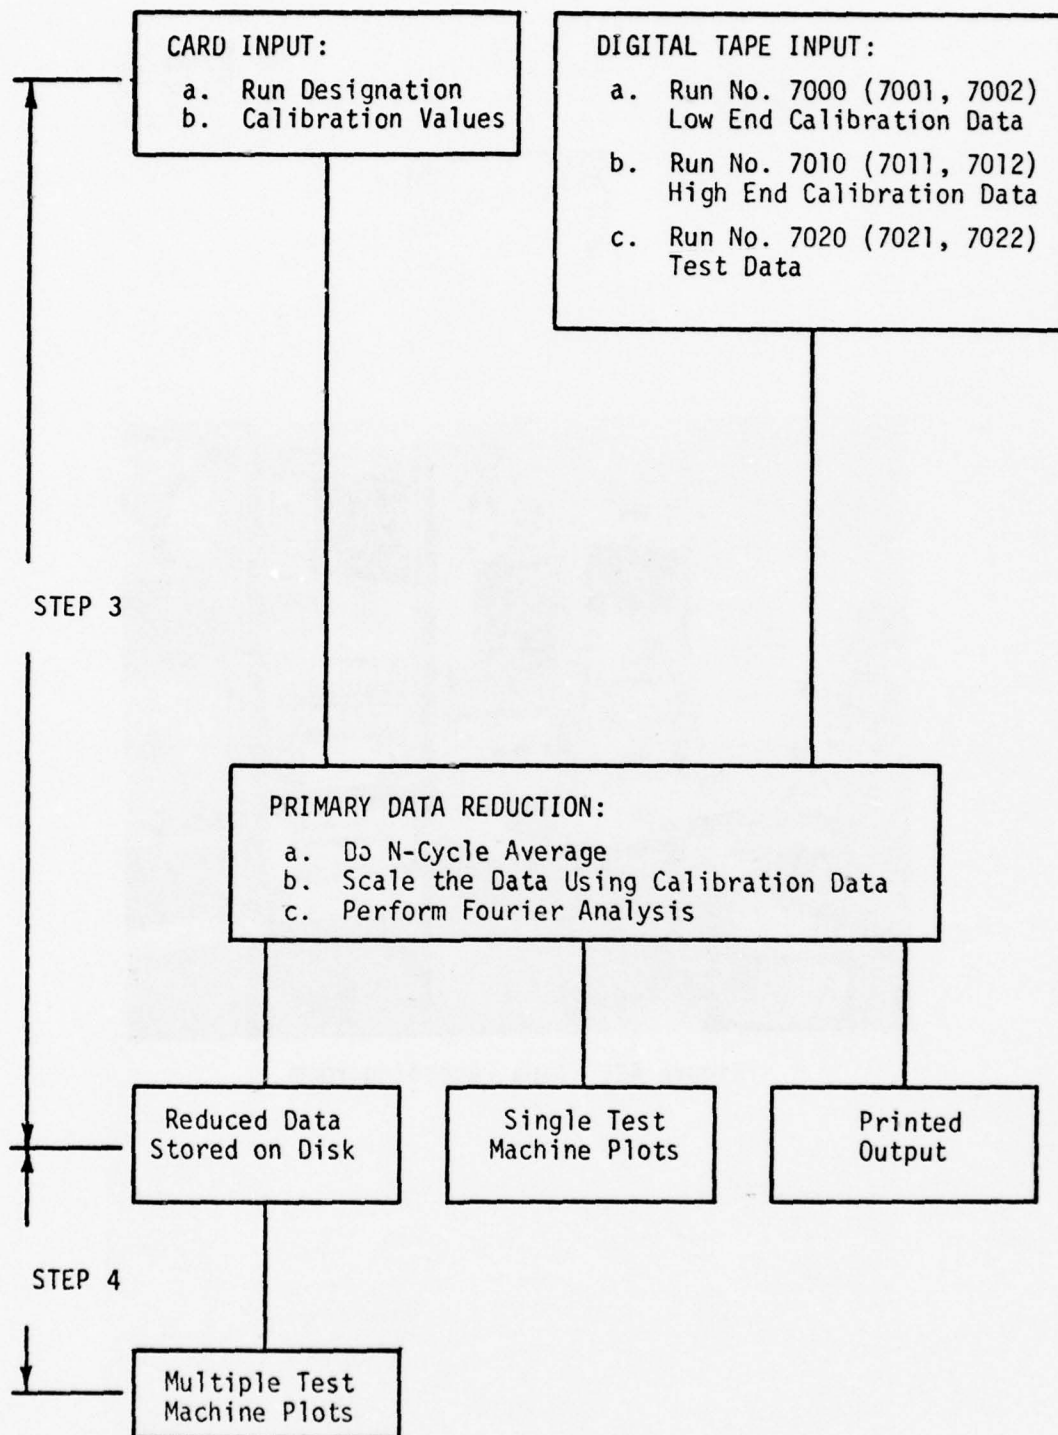 CARD INPUT:
a. Run Designation
b. Calibration Values
DIGITAL TAPE INPUT:
a. Run No. 7000 (7001, 7002)
Low End Calibration Data
b. Run No. 7010 (7011, 7012)
High End Calibration Data
c. Run No. 7020 (7021, 7022)
Test Data
STEP 3
PRIMARY DATA REDUCTION:
a. Do N-Cycle Average
b. Scale the Data Using Calibration Data
c. Perform Fourier Analysis
Reduced Data
Stored on Disk
Single Test
Machine Plots
Printed
Output
STEP 4
Multiple Test
Machine Plots